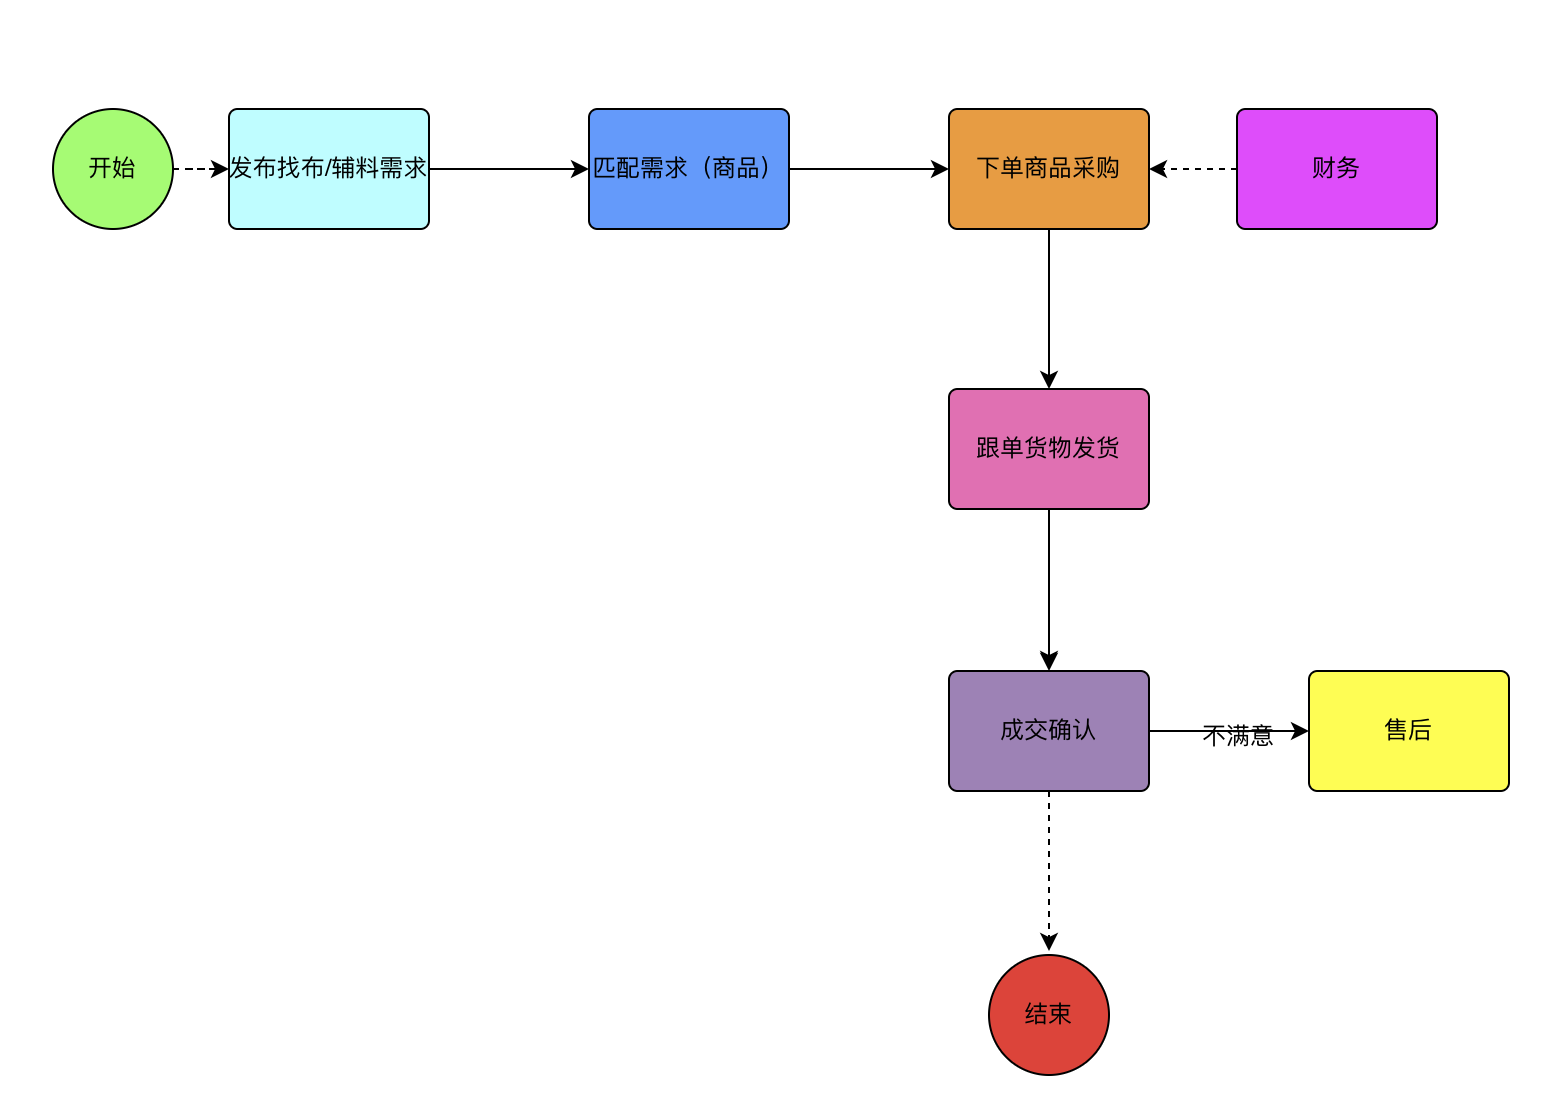 开始
发布找布/辅料需求
匹配需求（商品）
下单商品采购
财务
跟单货物发货
成交确认
不满意
售后
结束